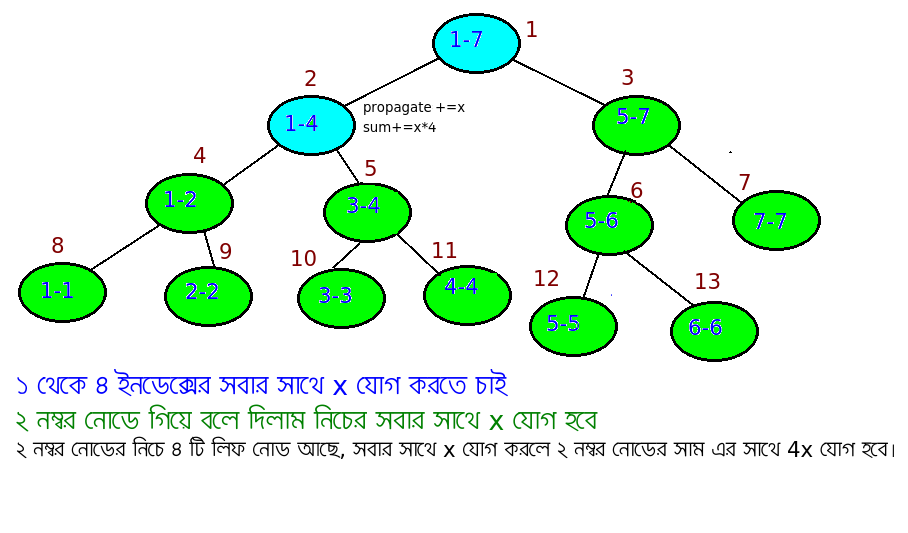 1-7 1
2 3
propagate +=x
1-4 5-7
sum+=x*4
4 5 7
1-2 3-4 6
5-6 7-7
8 9 10 11
12 13
1-1 2-2 3-3 4-4
5-5 6-6
১ থেকে ৪ ইনডেক্সের সবার সাথে x যোগ করতে চাই
২ নম্বর নোডে গিয়ে বলে দিলাম নিচের সবার সাথে x যোগ হবে
২ নম্বর নোডের নিচে ৪ টি লিফ নোড আছে, সবার সাথে x যোগ করলে ২ নম্বর নোডের সাম এর সাথে 4x যোগ হবে।